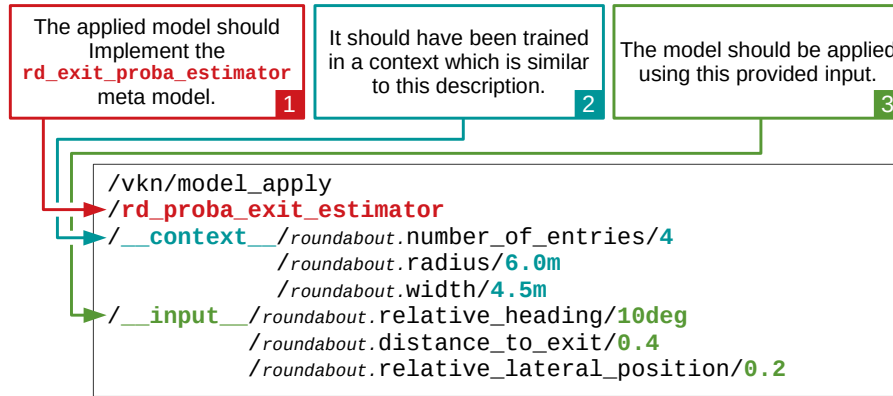 The applied model should
Implement the
rd_exit_proba_estimator
meta model.
1
It should have been trained
in a context which is similar
to this description.
2
The model should be applied
using this provided input.
3
/vkn/model_apply
/rd_proba_exit_estimator
/__context__/roundabout.number_of_entries/4
/roundabout.radius/6.0m
/roundabout.width/4.5m
/__input__/roundabout.relative_heading/10deg
/roundabout.distance_to_exit/0.4
/roundabout.relative_lateral_position/0.2